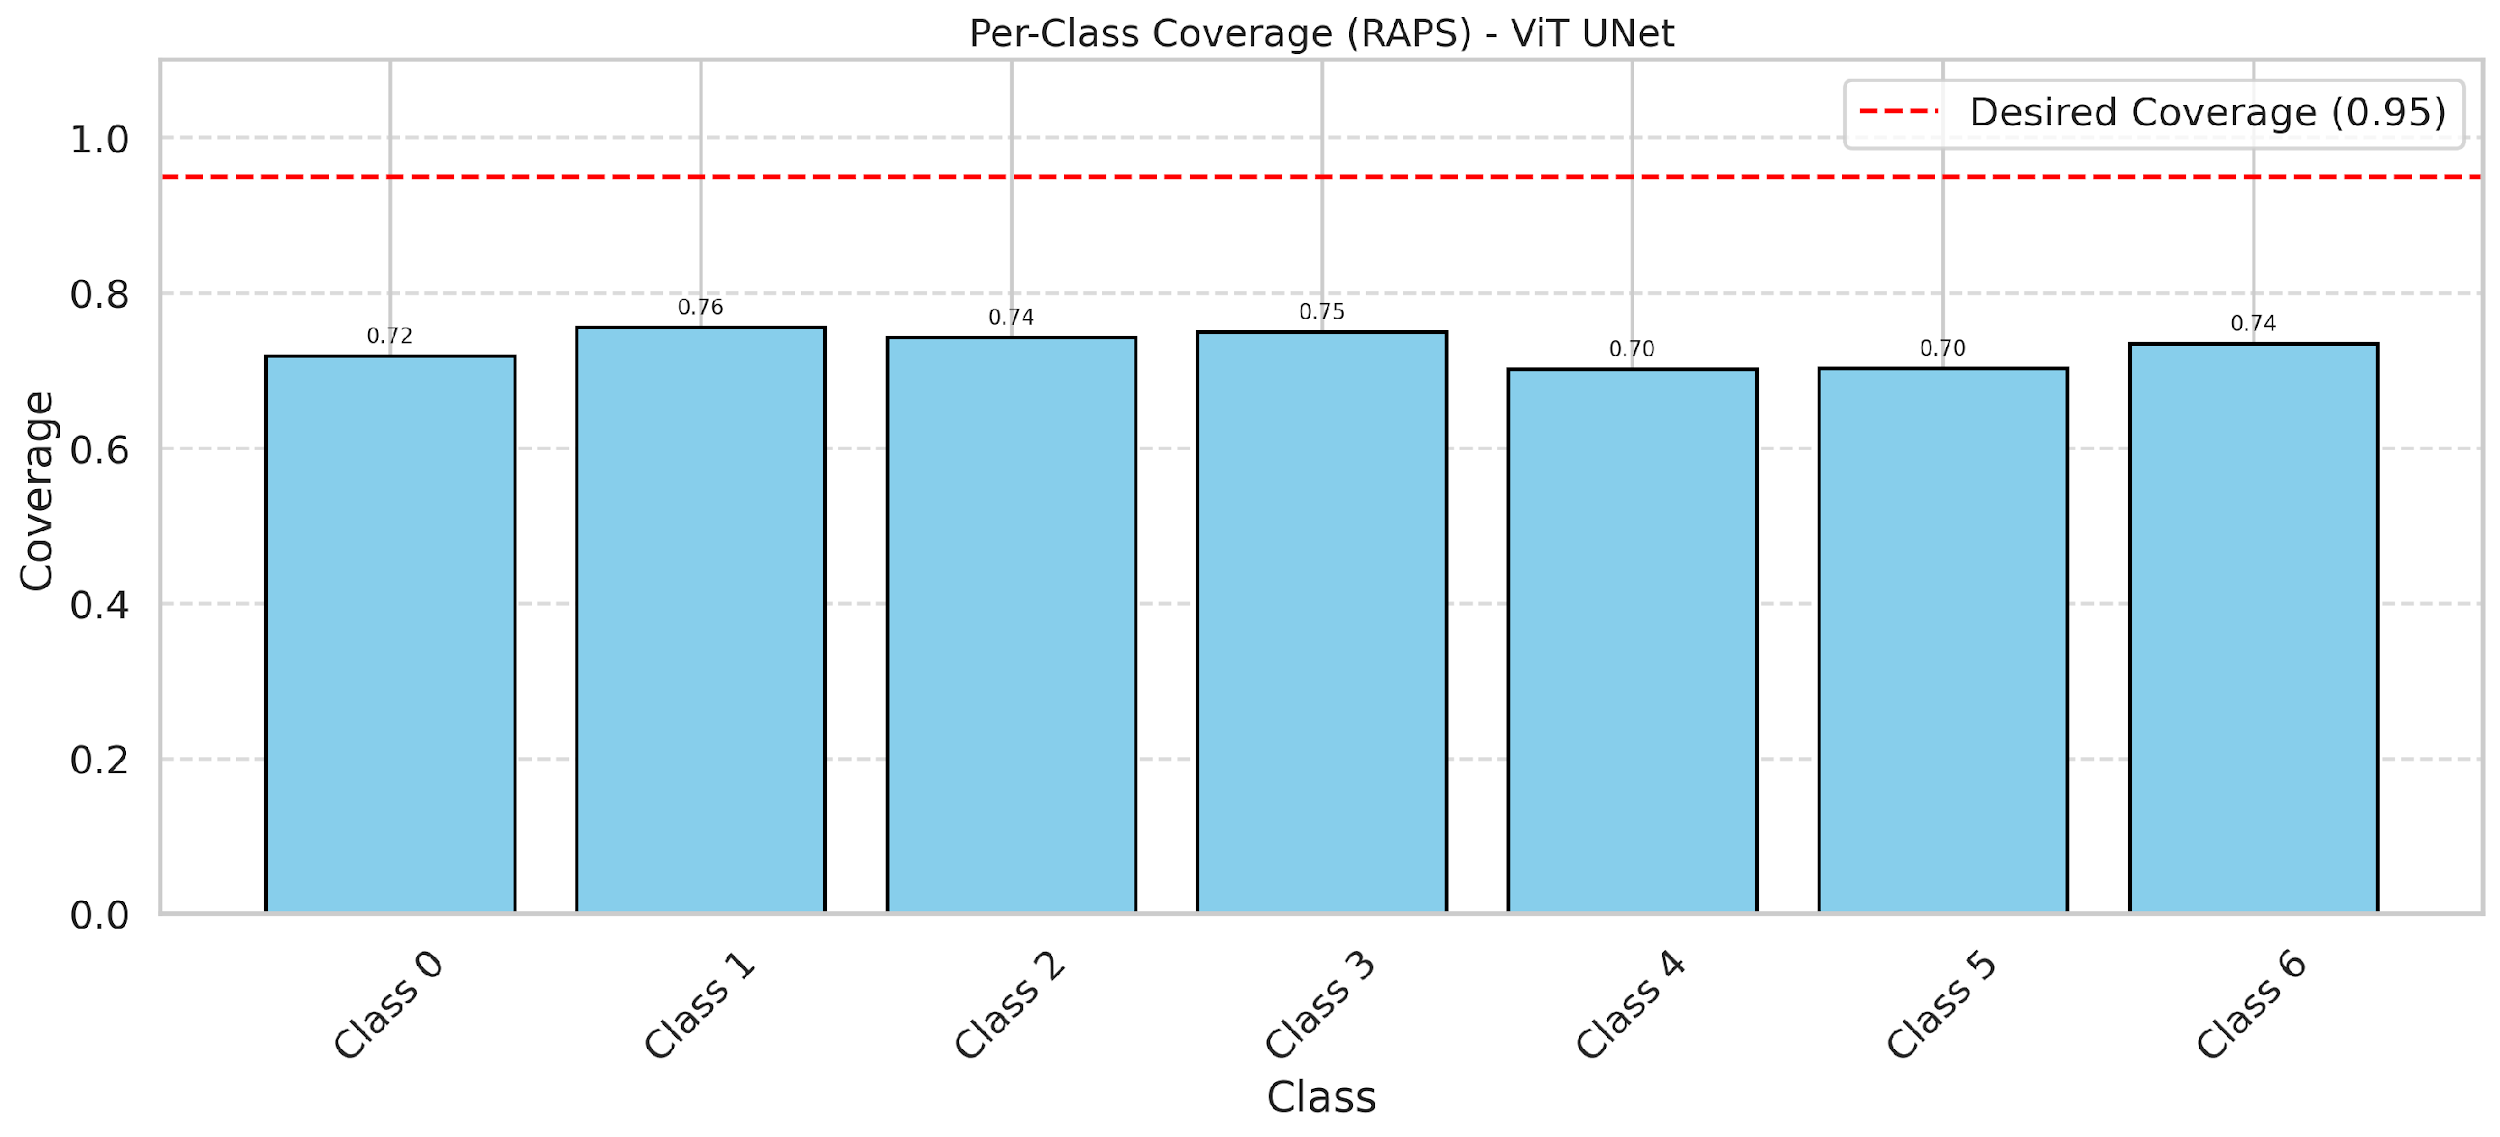 Per-Class Coverage (RAPS) - ViT UNet
Desired Coverage (0.95)
Coverage
1.0
0.8
0.6
0.4
0.2
0.0
0.72
0.76
0.74
0.75
0.70
0.70
0.74
Class 0
Class 1
Class 2
Class 3
Class 4
Class 5
Class 6
Class